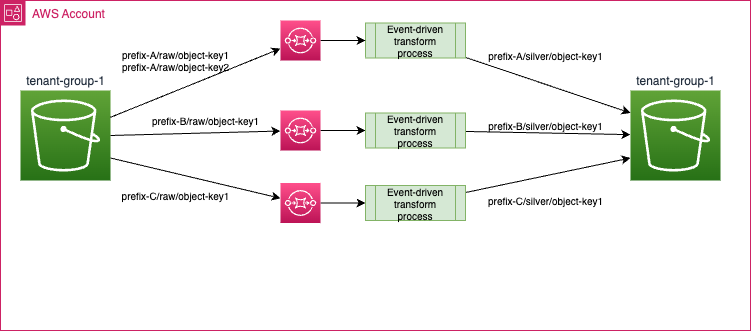 AWS Account
prefix-A/raw/object-key1
prefix-A/raw/object-key2
Event-driven
transform
process
prefix-A/silver/object-key1
tenant-group-1
tenant-group-1
prefix-B/raw/object-key1
Event-driven
transform
process
prefix-B/silver/object-key1
prefix-C/raw/object-key1
Event-driven
transform
process
prefix-C/silver/object-key1